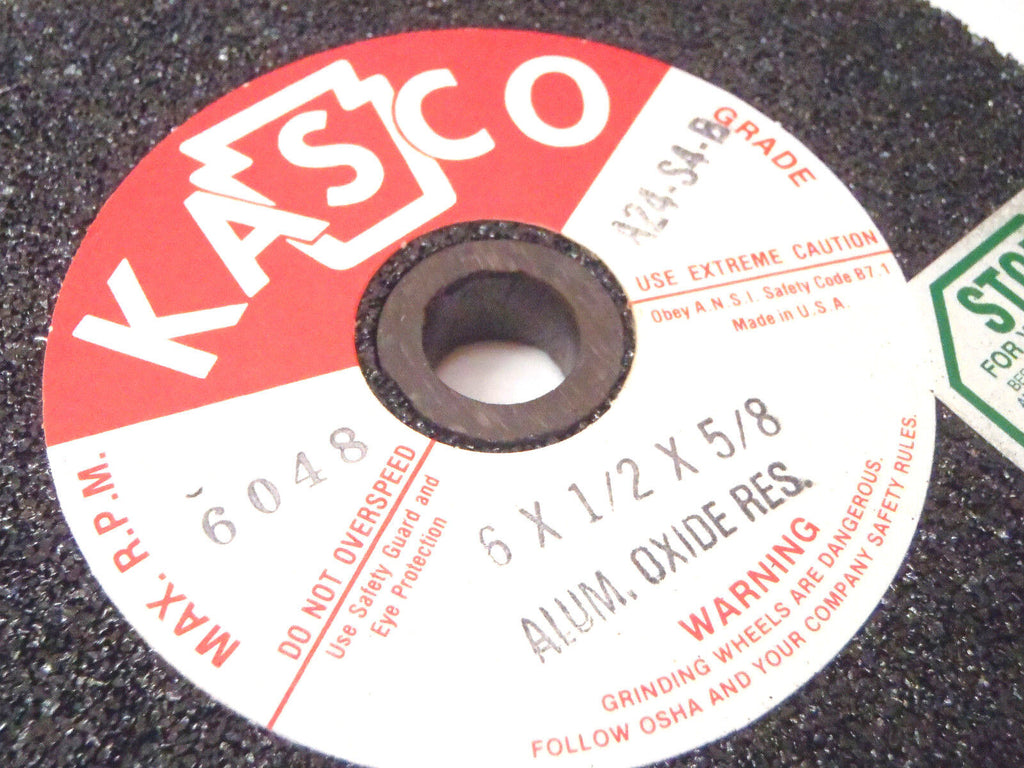 KASCO
GRADE
A24-S4-B
USE EXTREME CAUTION
Obey A.N.S.I. Safety Code B7.1
Made in U.S.A.
MAX. R.P.M.
6048
DO NOT OVERSPEED
Use Safety Guard and
Eye Protection
6 X 1/2 X 5/8
ALUM. OXIDE RES.
WARNING
GRINDING WHEELS ARE DANGEROUS.
FOLLOW OSHA AND YOUR COMPANY SAFETY RULES.
FOR